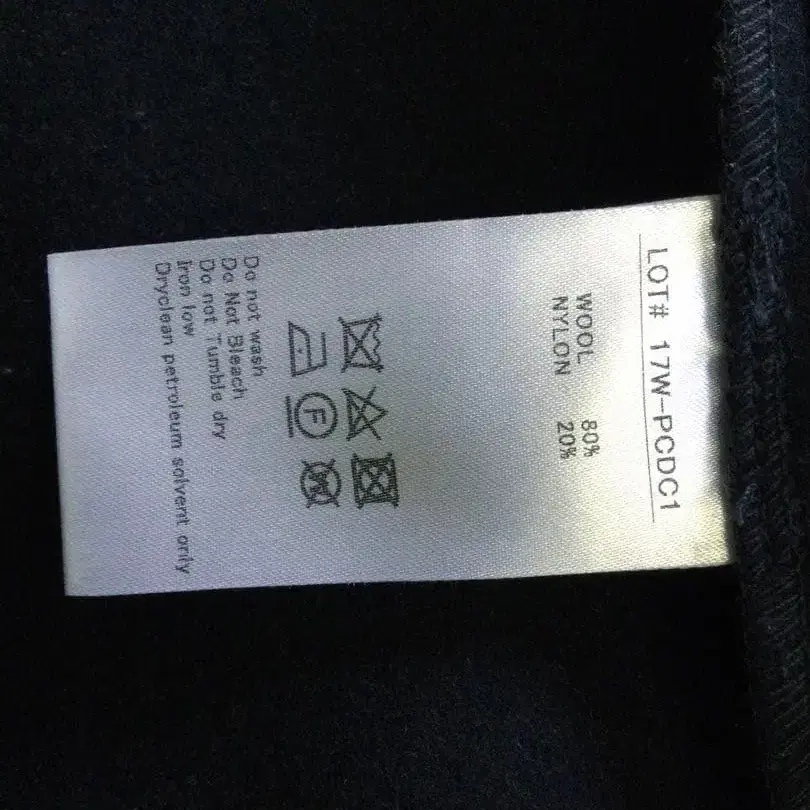 LOT# 17W-PCDC1
WOOL 80%
NYLON 20%
F
W
Do not wash
Do Not Bleach
Do not Tumble dry
Iron low
Dryclean petroleum solvent only